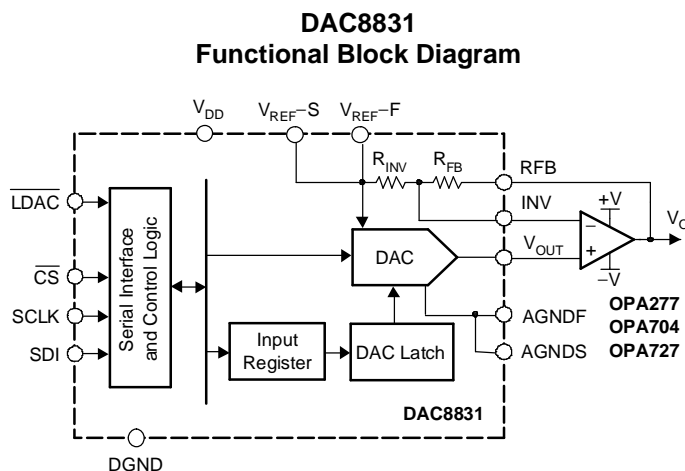 DAC8831
Functional Block Diagram
V_DD
V_REF–S
V_REF–F
R_INV
R_FB
RFB
INV
+V
V_O
–
+
–V
V_OUT
LDAC
CS
SCLK
SDI
Serial Interface
and Control Logic
DAC
Input
Register
DAC Latch
AGNDF
AGNDS
OPA277
OPA704
OPA727
DAC8831
DGND